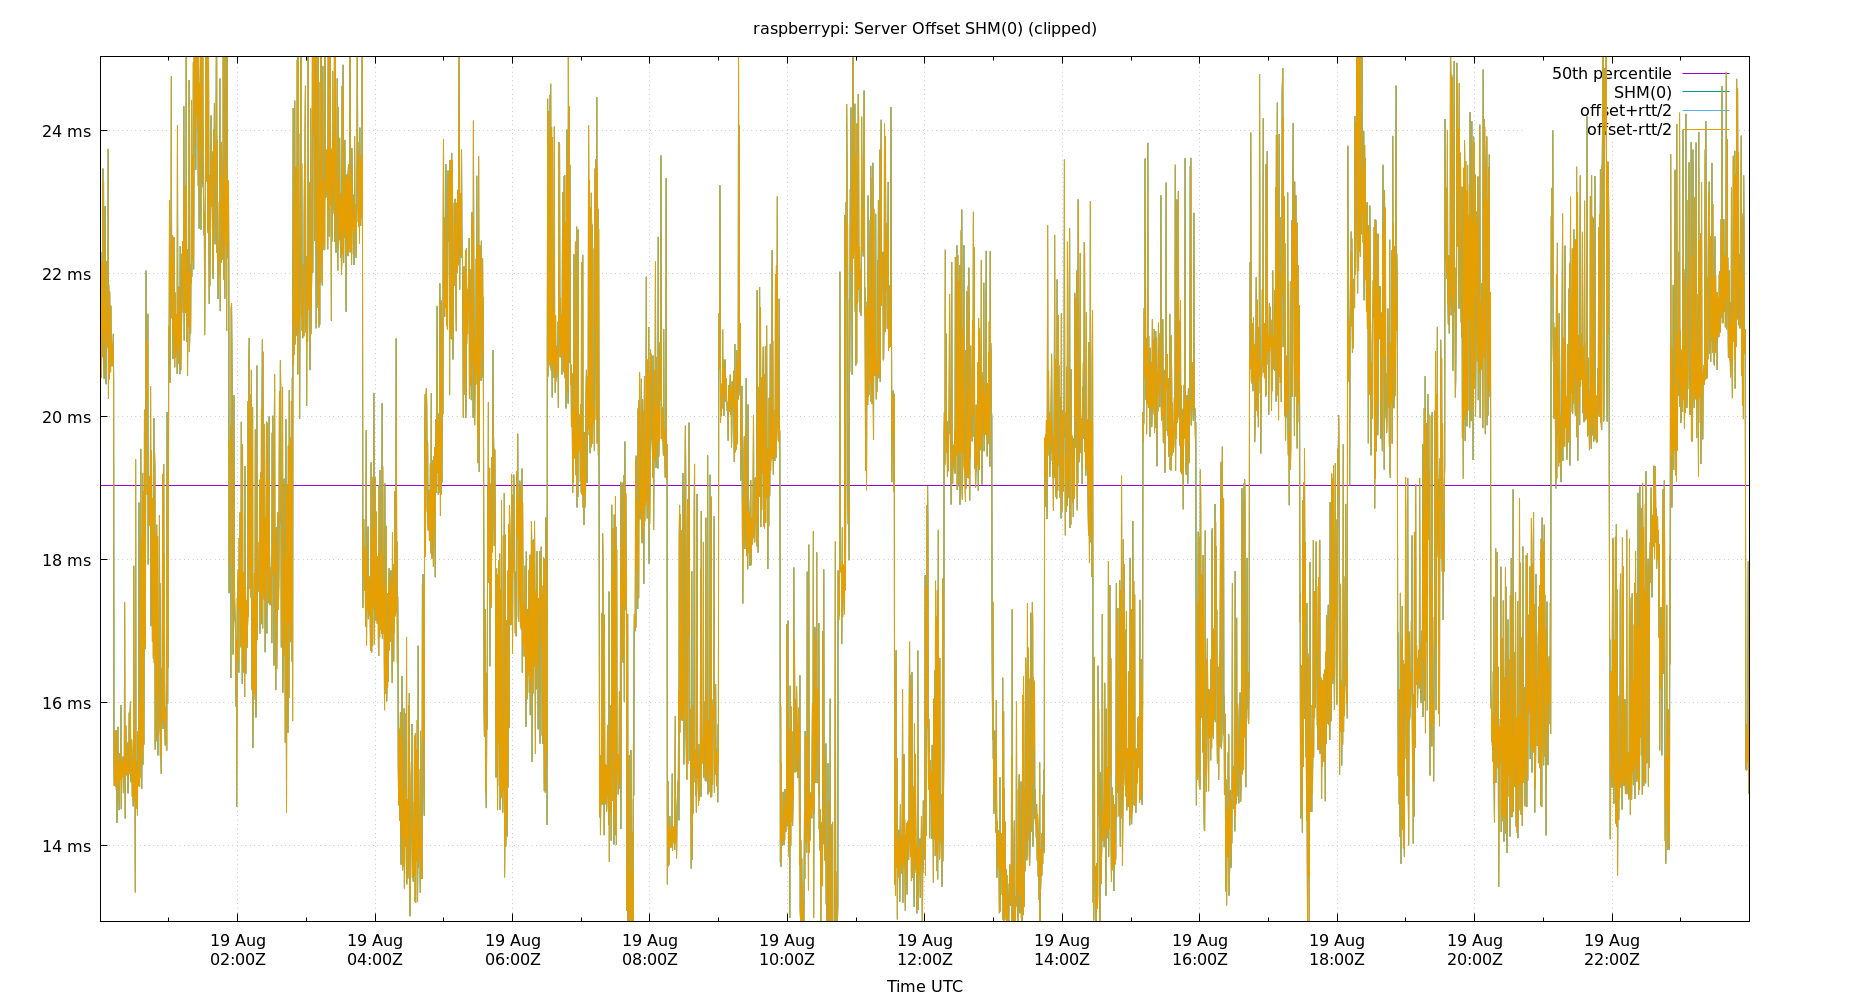 raspberrypi: Server Offset SHM(0) (clipped)
50th percentile
SHM(0)
offset+rtt/2
offset-rtt/2
24 ms
22 ms
20 ms
18 ms
16 ms
14 ms
19 Aug 19 Aug 19 Aug 19 Aug 19 Aug 19 Aug 19 Aug 19 Aug 19 Aug 19 Aug 19 Aug
02:00Z 04:00Z 06:00Z 08:00Z 10:00Z 12:00Z 14:00Z 16:00Z 18:00Z 20:00Z 22:00Z
Time UTC